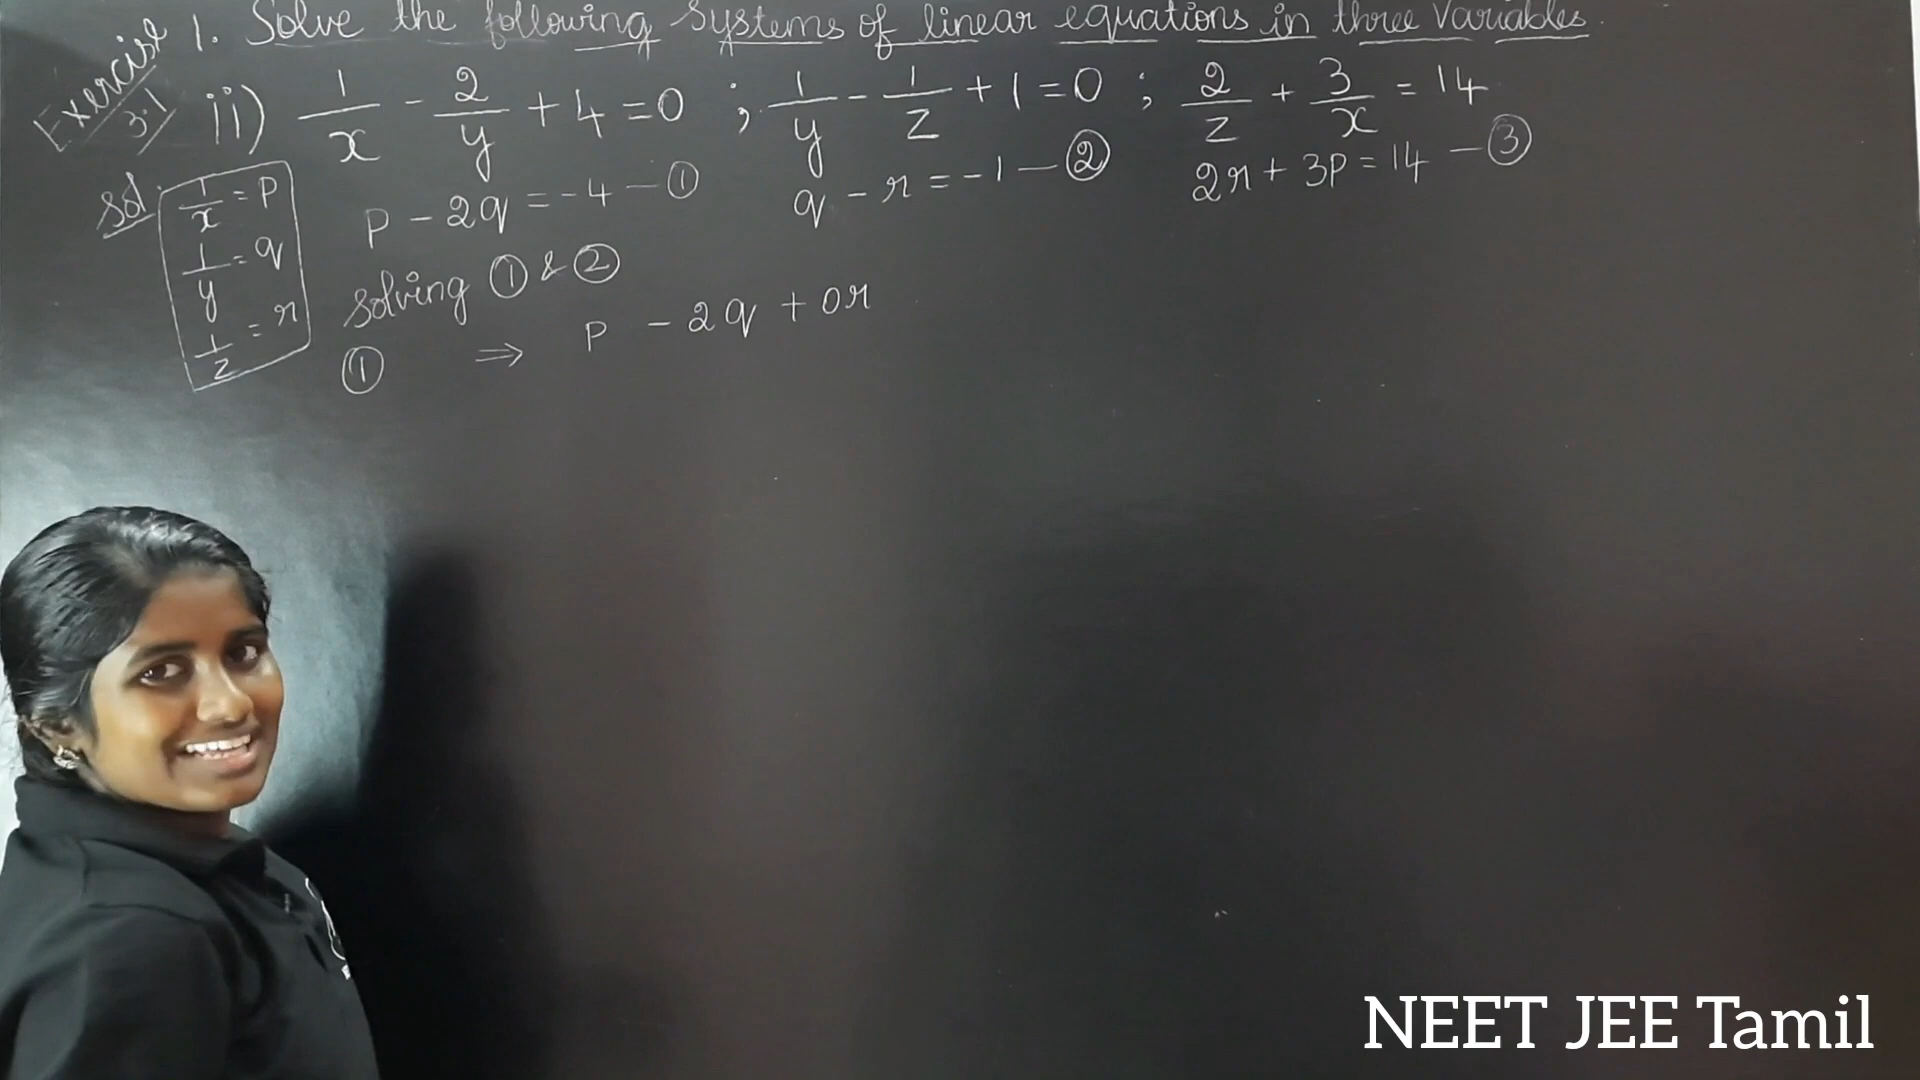 Exercise 3.1
1. Solve the following Systems of linear equations in three Variables.
ii) 1/x - 2/y + 4 = 0 ; 1/y - 1/z + 1 = 0 ; 2/z + 3/x = 14
Sol.
1/x = p
1/y = q
1/z = r
p - 2q = -4 — ①
q - r = -1 — ②
2r + 3p = 14 — ③
solving ① & ②
① ⇒ p - 2q + 0r
NEET JEE Tamil